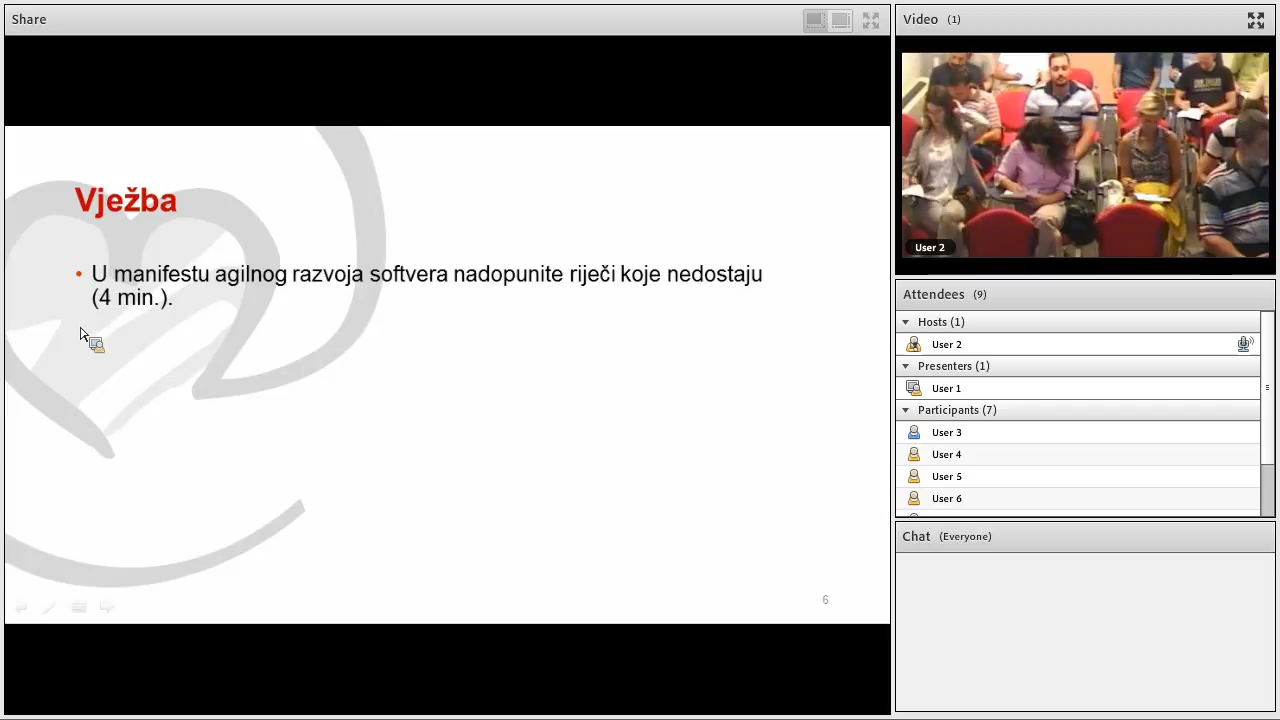 Share
Vježba
• U manifestu agilnog razvoja softvera nadopunite riječi koje nedostaju
(4 min.).
6
Video (1)
User 2
Attendees (9)
Hosts (1)
User 2
Presenters (1)
User 1
Participants (7)
User 3
User 4
User 5
User 6
Chat (Everyone)